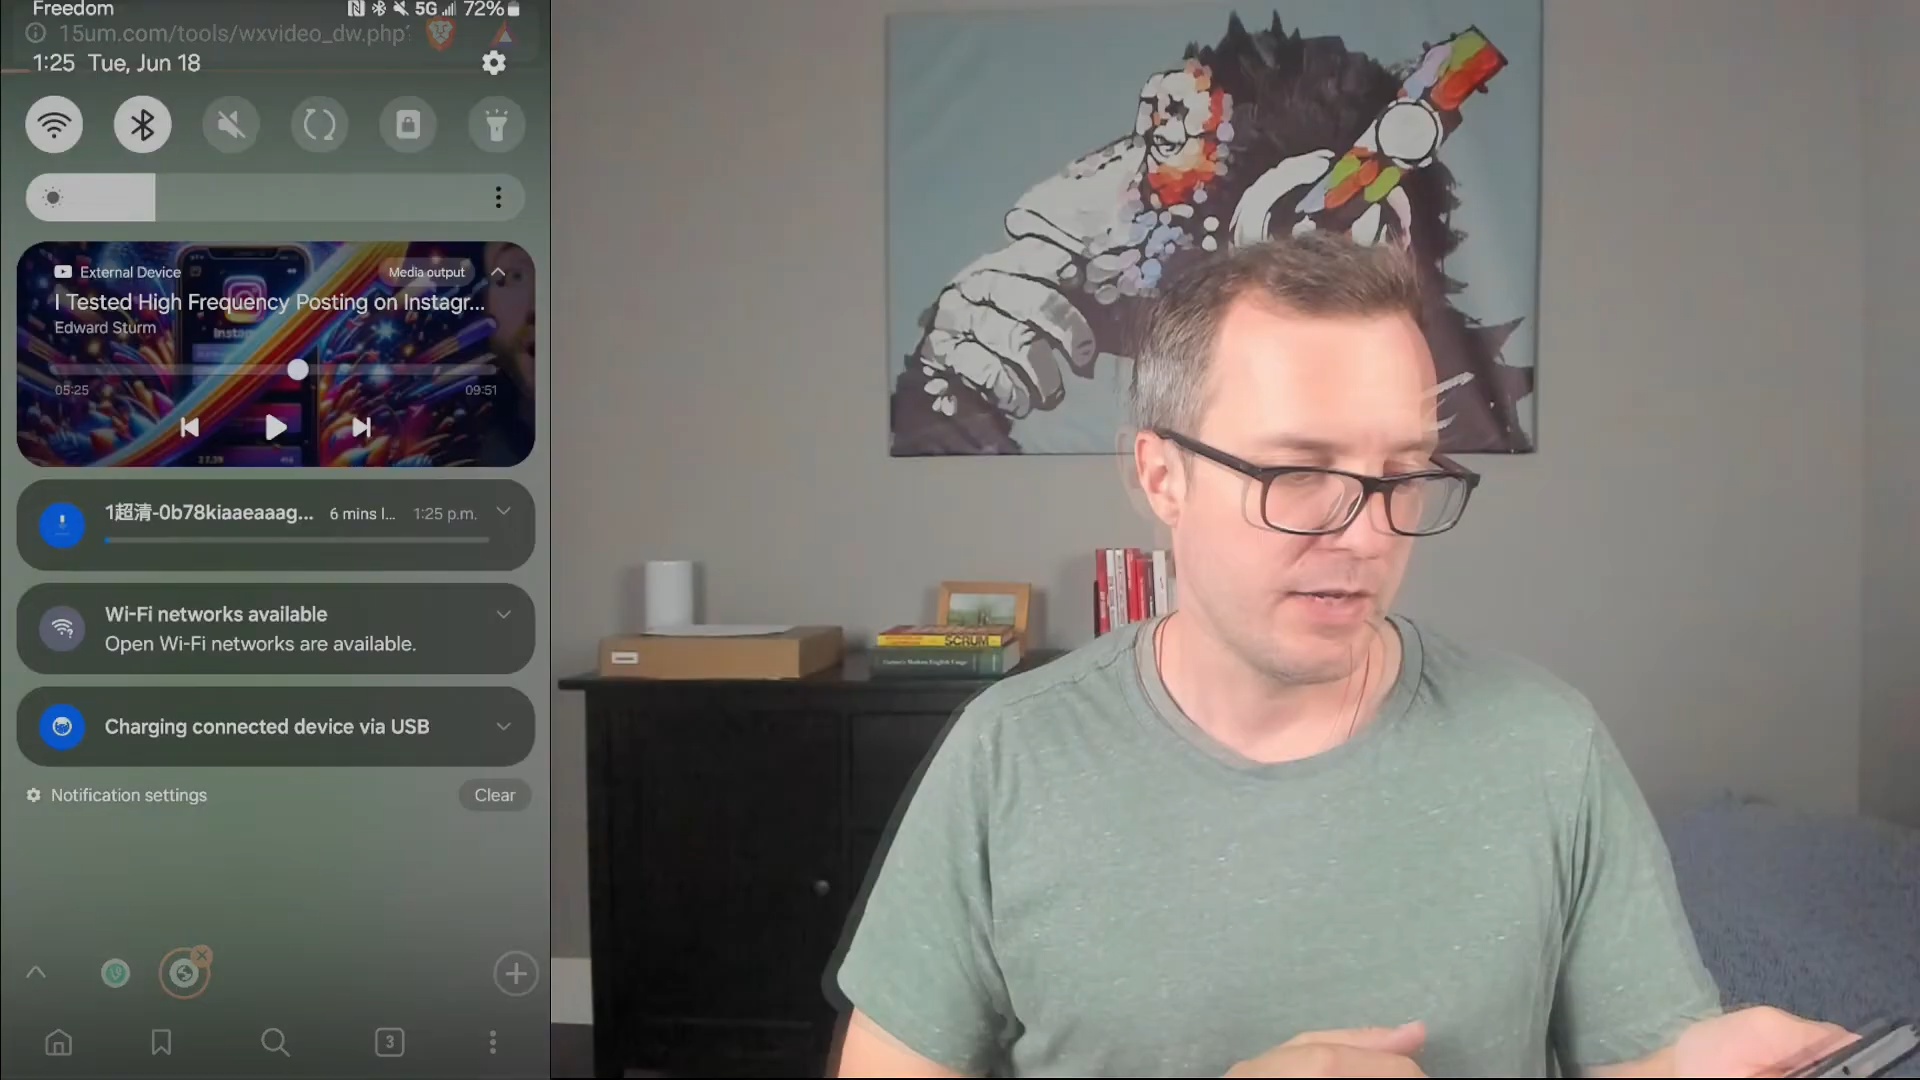 Freedom
5G
72%
15um.com/tools/wxvideo_dw.php
1:25 Tue, Jun 18
External Device
Media output
I Tested High Frequency Posting on Instagr...
Edward Sturm
05:25
09:51
1超清-0b78kiaaeaaag... 6 mins l... 1:25 p.m.
Wi-Fi networks available
Open Wi-Fi networks are available.
Charging connected device via USB
Notification settings
Clear
3
SCRUM